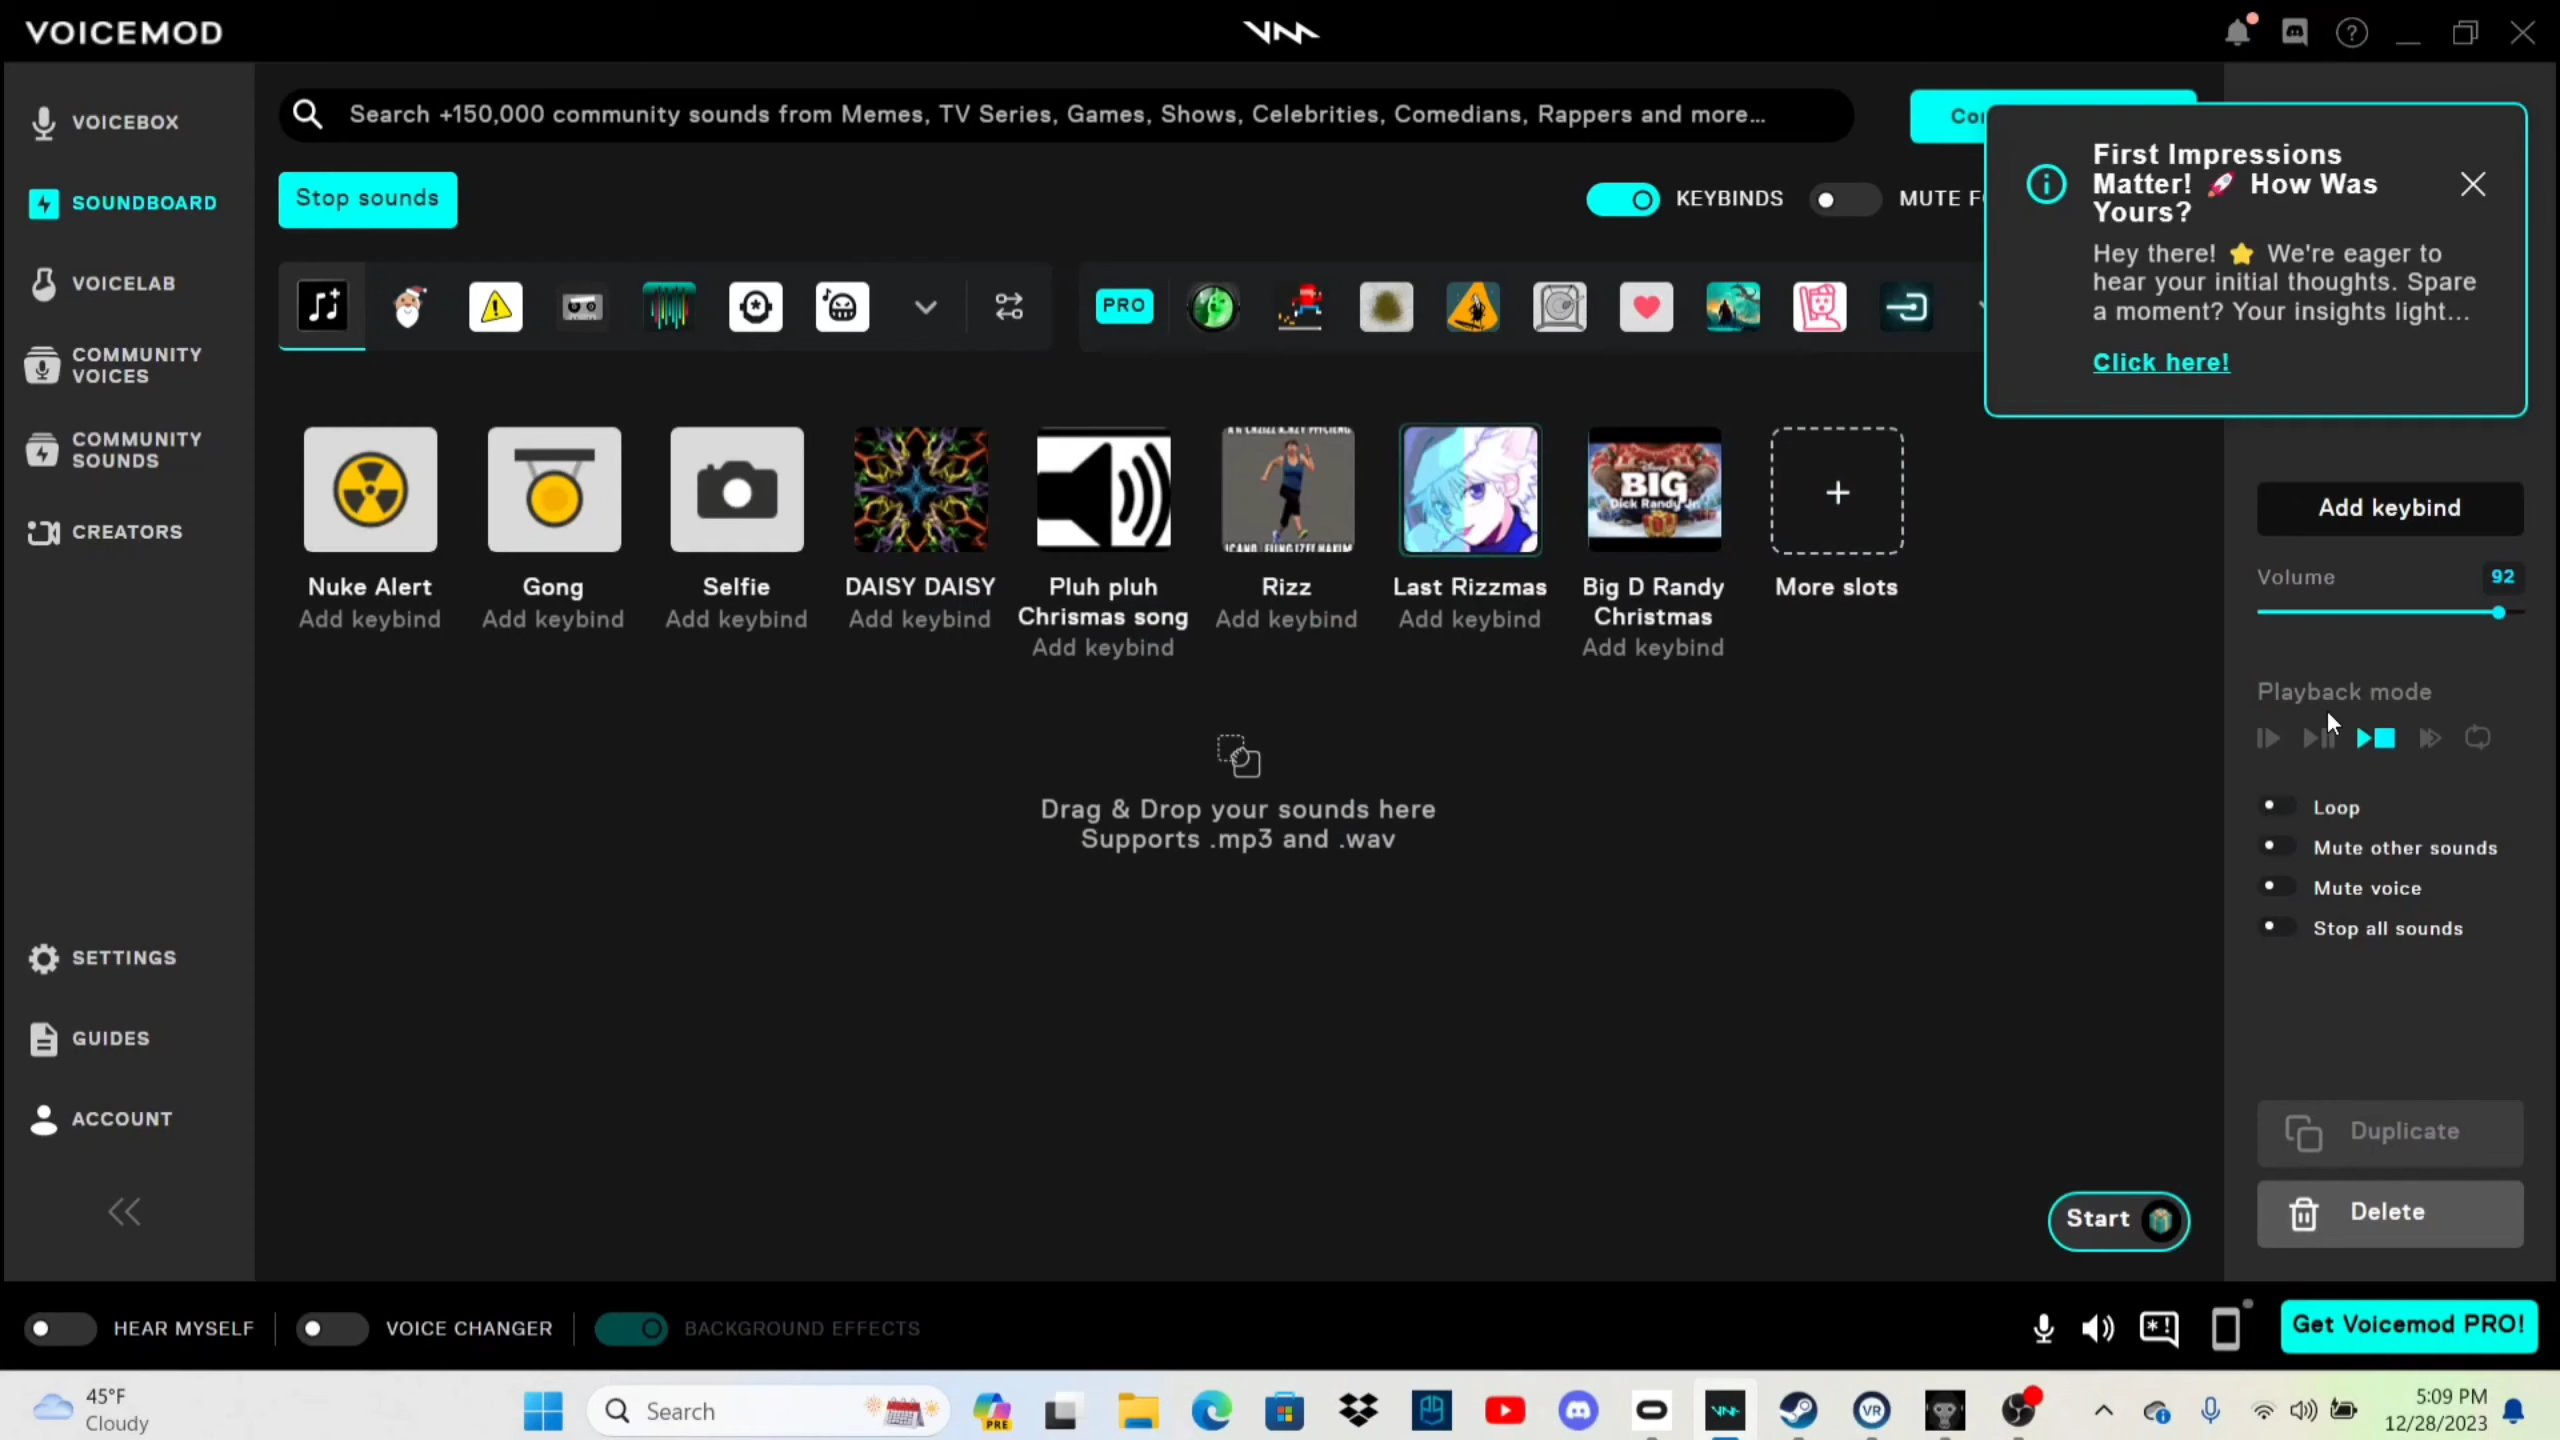 VOICEMOD
VOICEBOX
SOUNDBOARD
VOICELAB
COMMUNITY
VOICES
COMMUNITY
SOUNDS
CREATORS
SETTINGS
GUIDES
ACCOUNT
Search +150,000 community sounds from Memes, TV Series, Games, Shows, Celebrities, Comedians, Rappers and more...
Stop sounds
KEYBINDS
MUTE F
PRO
First Impressions
Matter! 🚀 How Was
Yours?
Hey there! ⭐ We're eager to
hear your initial thoughts. Spare
a moment? Your insights light...
Click here!
Nuke Alert
Add keybind
Gong
Add keybind
Selfie
Add keybind
DAISY DAISY
Add keybind
Pluh pluh
Chrismas song
Add keybind
Rizz
Add keybind
Last Rizzmas
Add keybind
BIG
Dick Randy Jr
Big D Randy
Christmas
Add keybind
More slots
Drag & Drop your sounds here
Supports .mp3 and .wav
Add keybind
Volume 92
Playback mode
Loop
Mute other sounds
Mute voice
Stop all sounds
Duplicate
Delete
Start
HEAR MYSELF
VOICE CHANGER
BACKGROUND EFFECTS
Get Voicemod PRO!
45°F
Cloudy
Search
PRE
VR
5:09 PM
12/28/2023